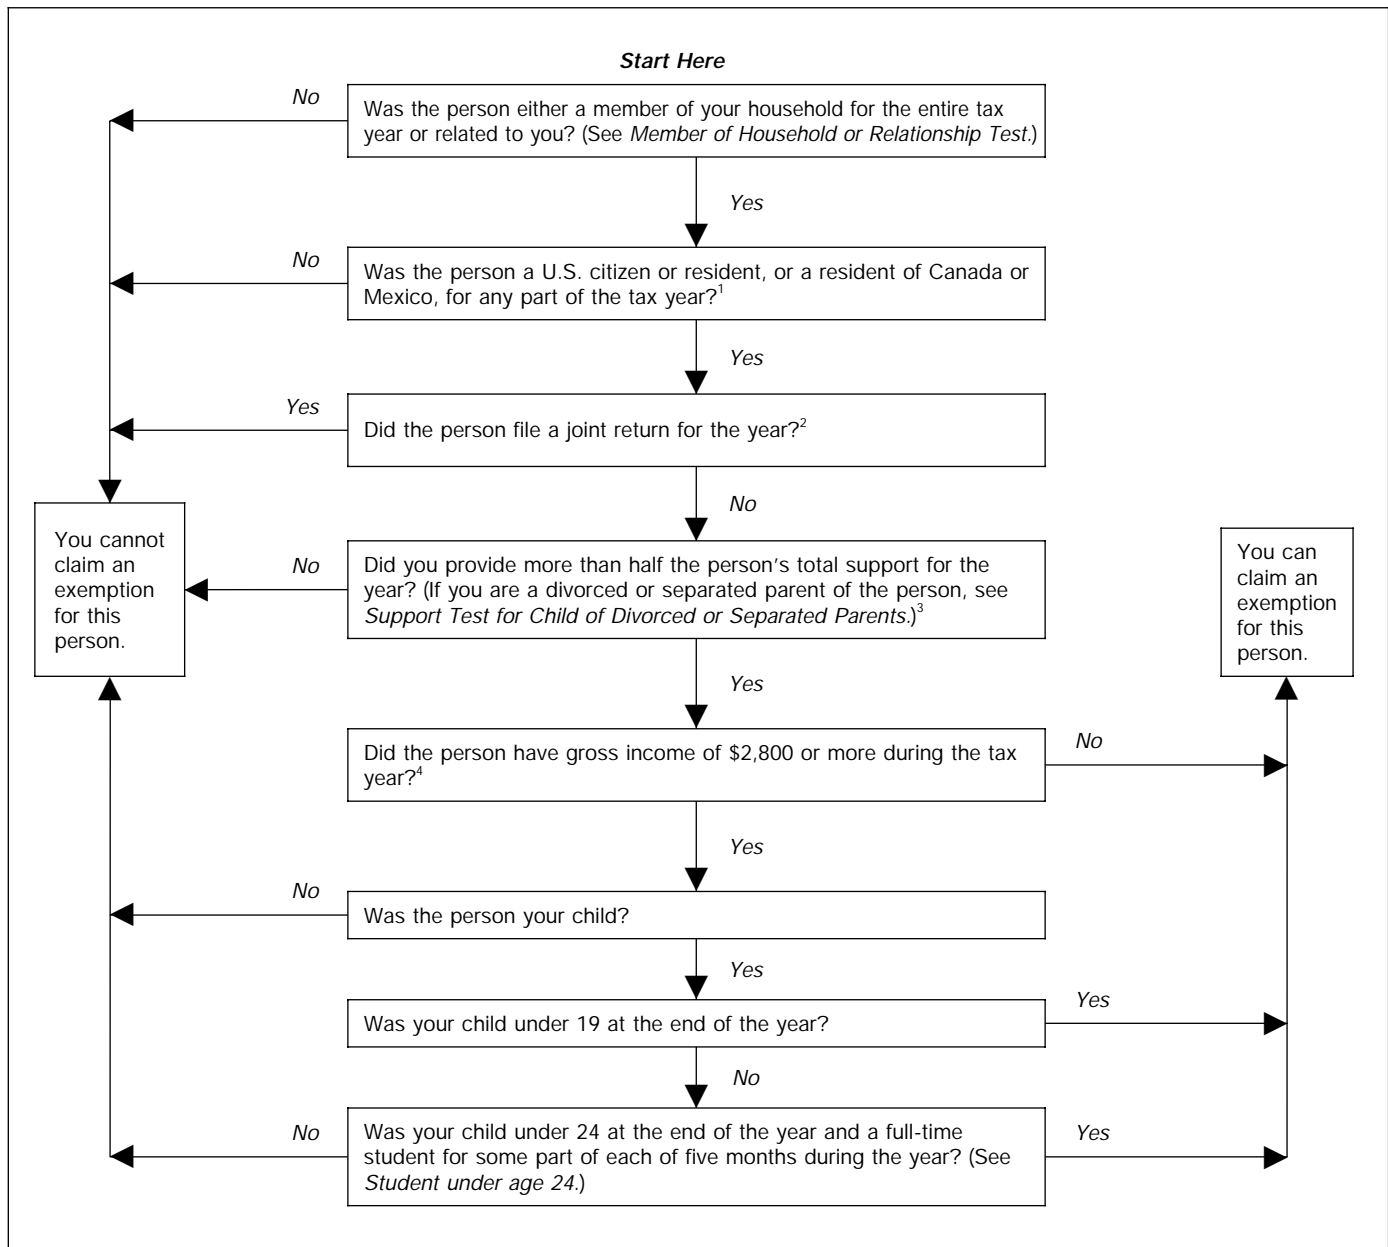 Start Here
No
Was the person either a member of your household for the entire tax
year or related to you? (See Member of Household or Relationship Test.)
Yes
No
Was the person a U.S. citizen or resident, or a resident of Canada or
Mexico, for any part of the tax year?1
Yes
Yes
Did the person file a joint return for the year?2
No
You cannot
claim an
exemption
for this
person.
No
Did you provide more than half the person's total support for the
year? (If you are a divorced or separated parent of the person, see
Support Test for Child of Divorced or Separated Parents.)3
You can
claim an
exemption
for this
person.
Yes
Did the person have gross income of $2,800 or more during the tax
year?4
No
Yes
No
Was the person your child?
Yes
Was your child under 19 at the end of the year?
Yes
No
No
Was your child under 24 at the end of the year and a full-time
student for some part of each of five months during the year? (See
Student under age 24.)
Yes